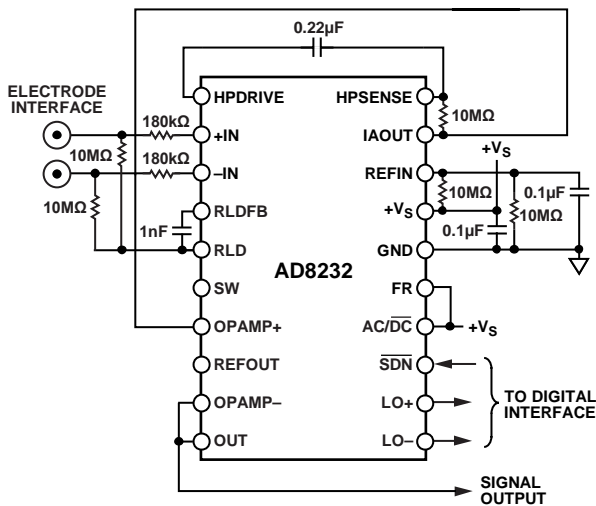 0.22µF
ELECTRODE
INTERFACE
HPDRIVE
HPSENSE
180kΩ
+IN
10MΩ
IAOUT
10MΩ
180kΩ
–IN
+VS
REFIN
10MΩ
RLDFB
10MΩ
+VS
0.1µF
10MΩ
1nF
RLD
0.1µF
GND
AD8232
SW
FR
OPAMP+
AC/DC
+VS
REFOUT
SDN
OPAMP–
LO+
TO DIGITAL
INTERFACE
OUT
LO–
SIGNAL
OUTPUT